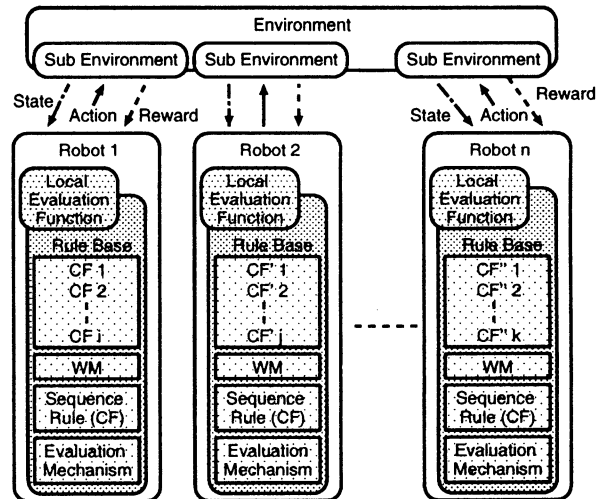 Environment
Sub Environment
Sub Environment
Sub Environment
State
Action
Reward
State
Action
Reward
Robot 1
Local
Evaluation
Function
Rule Base
CF 1
CF 2
CF i
WM
Sequence
Rule (CF)
Evaluation
Mechanism
Robot 2
Local
Evaluation
Function
Rule Base
CF' 1
CF' 2
CF' j
WM
Sequence
Rule (CF)
Evaluation
Mechanism
Robot n
Local
Evaluation
Function
Rule Base
CF" 1
CF" 2
CF" k
WM
Sequence
Rule (CF)
Evaluation
Mechanism